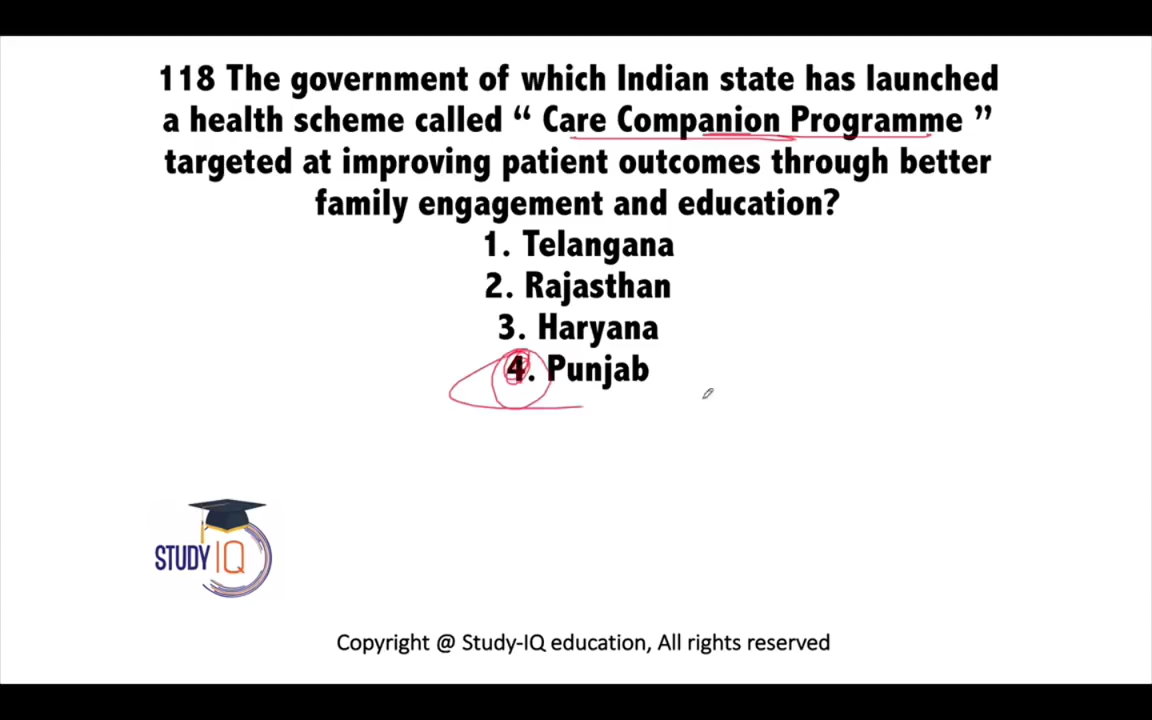 118 The government of which Indian state has launched
a health scheme called “ Care Companion Programme ”
targeted at improving patient outcomes through better
family engagement and education?
1. Telangana
2. Rajasthan
3. Haryana
4. Punjab
STUDY IQ
Copyright @ Study-IQ education, All rights reserved